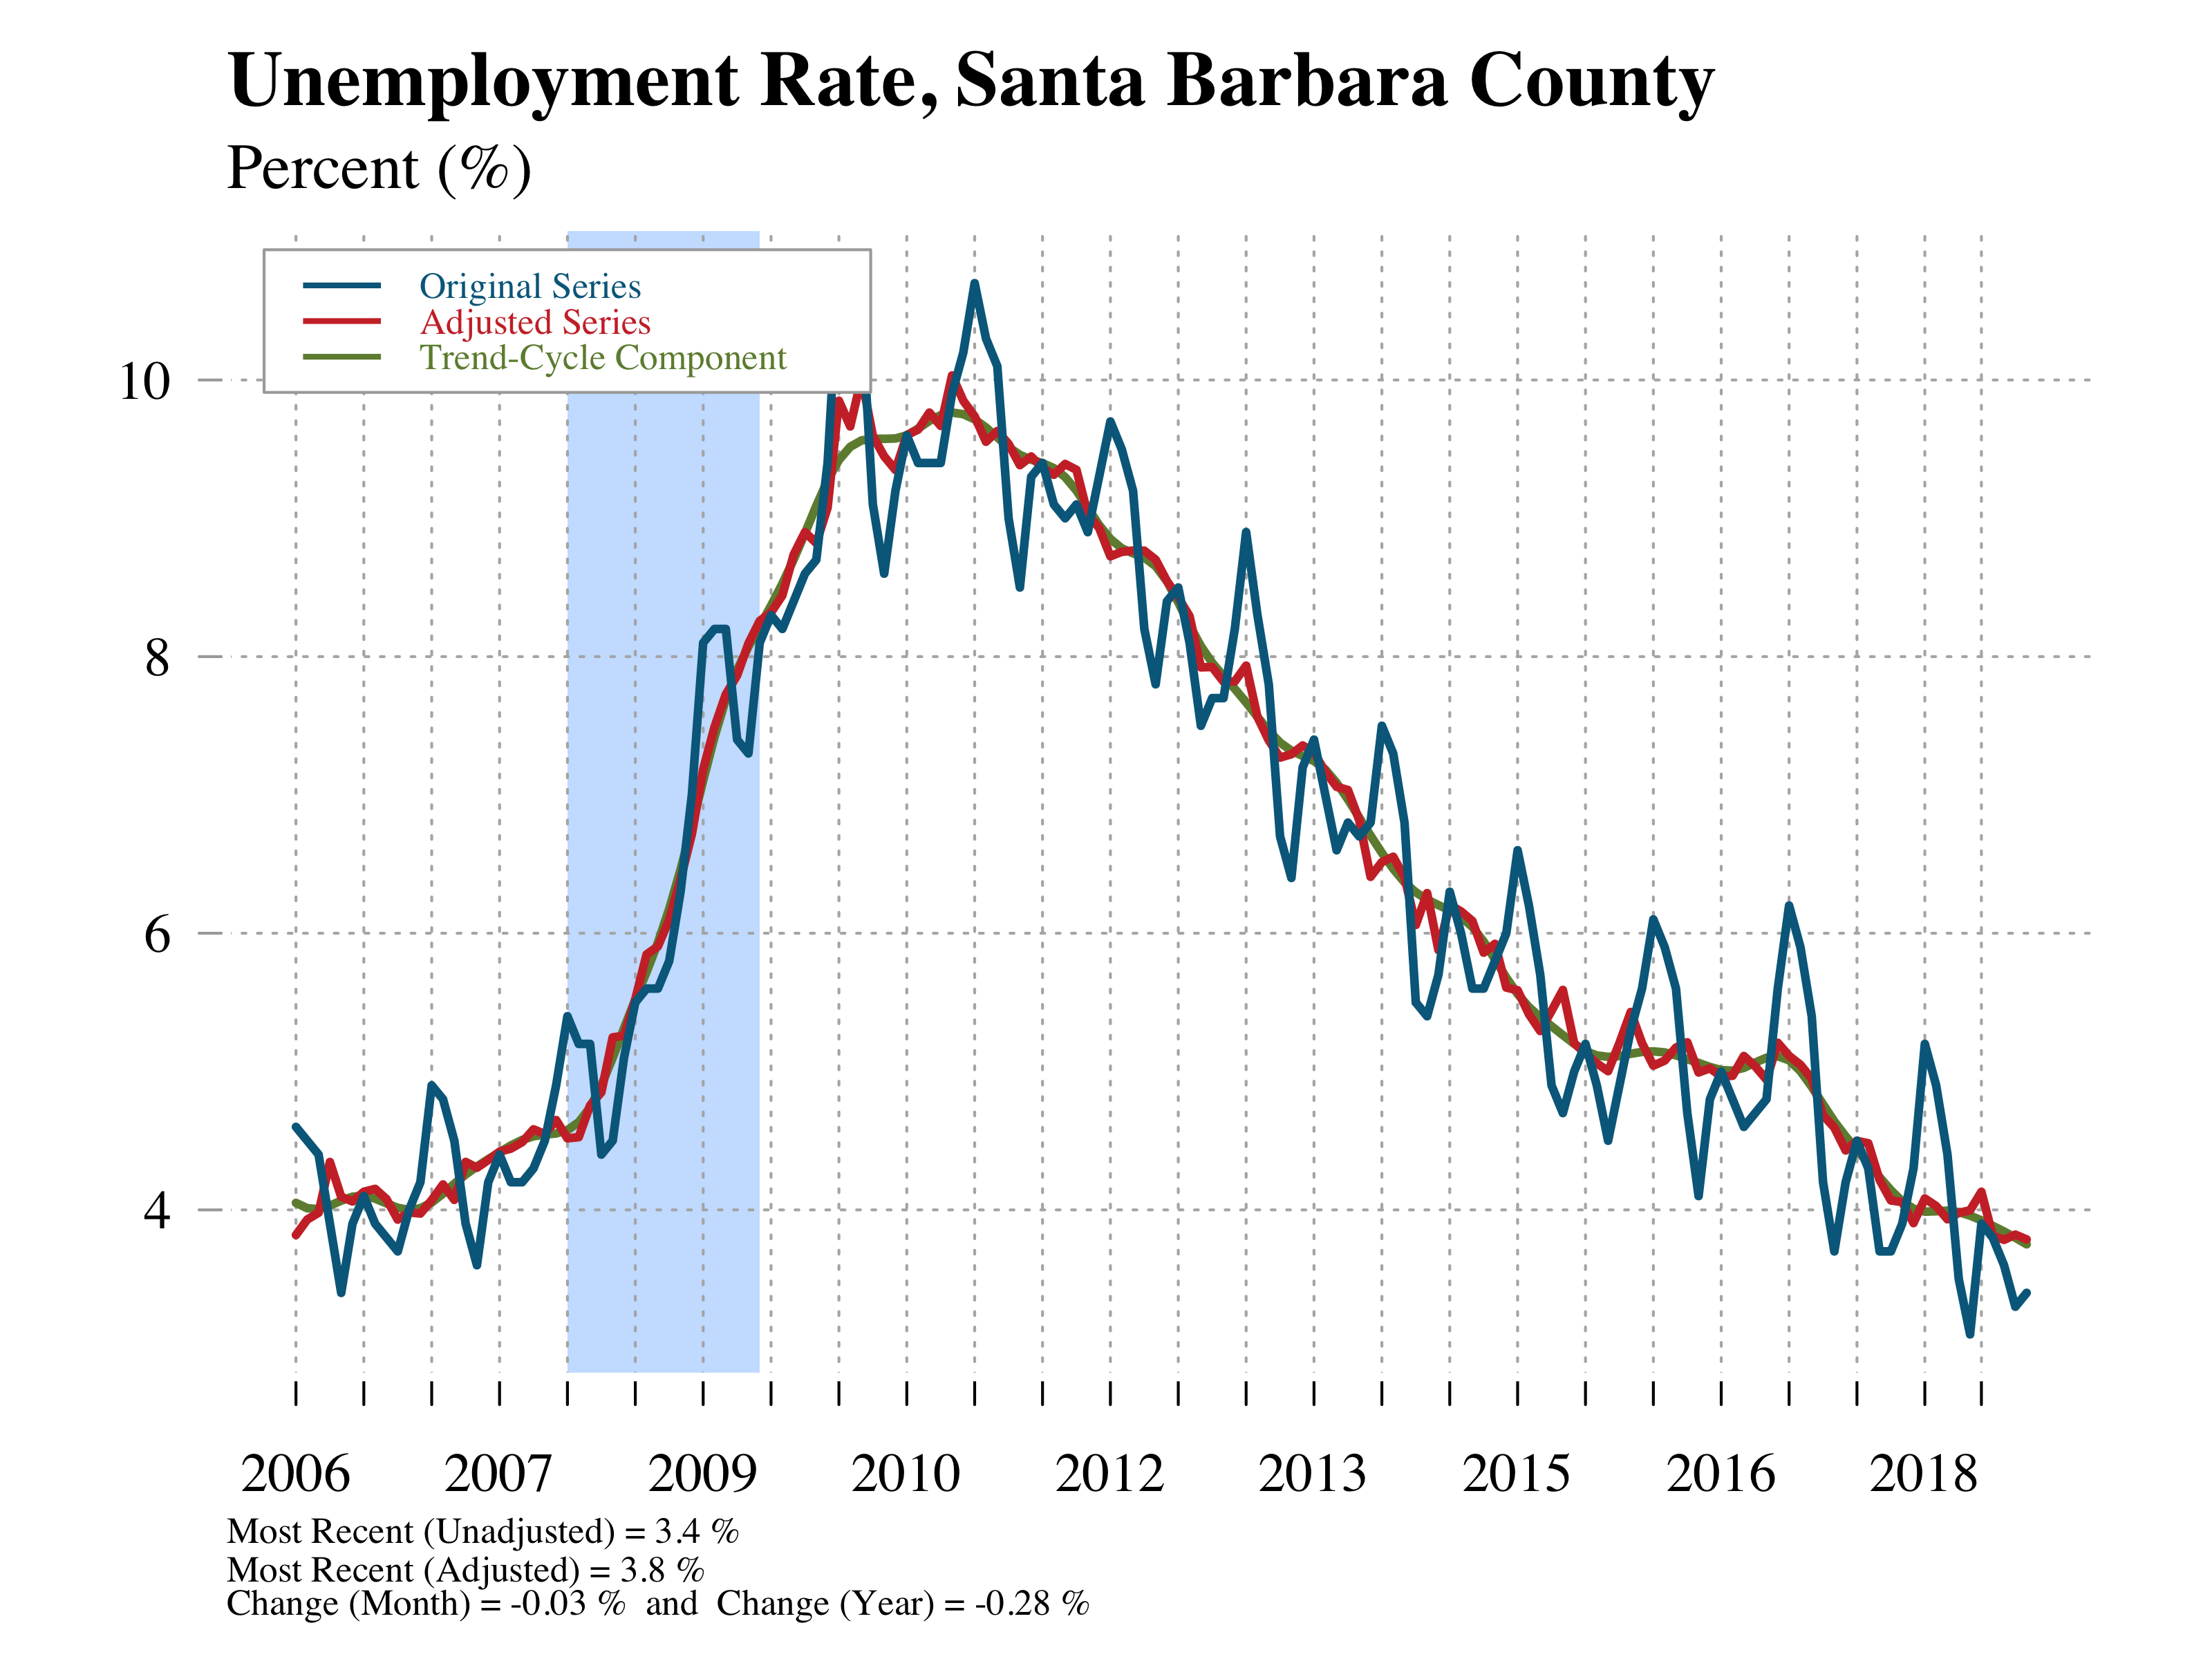 Unemployment Rate, Santa Barbara County
Percent (%)
Original Series
Adjusted Series
Trend-Cycle Component
10
8
6
4
2006 2007 2009 2010 2012 2013 2015 2016 2018
Most Recent (Unadjusted) = 3.4 %
Most Recent (Adjusted) = 3.8 %
Change (Month) = -0.03 % and Change (Year) = -0.28 %